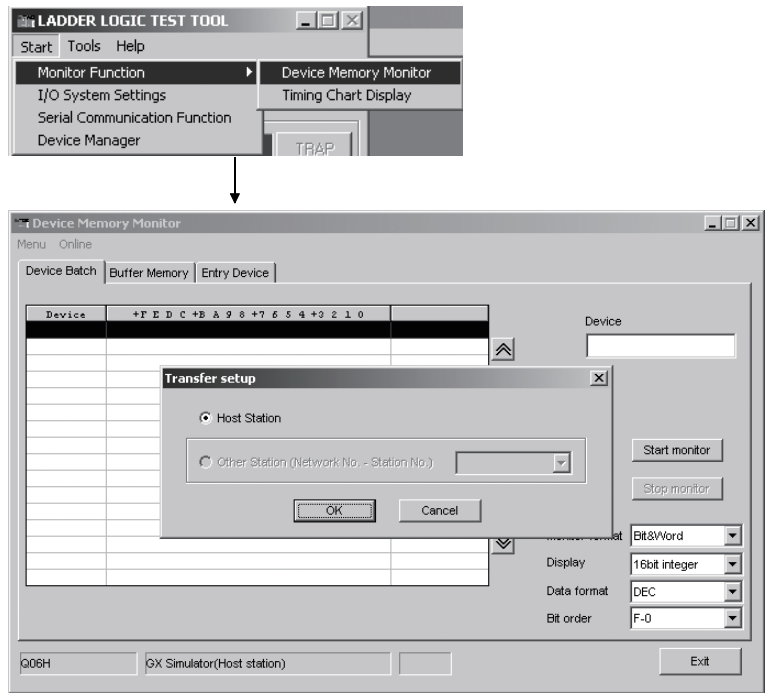 LADDER LOGIC TEST TOOL
Start Tools Help
Monitor Function
Device Memory Monitor
I/O System Settings
Timing Chart Display
Serial Communication Function
Device Manager
TRAP
Device Memory Monitor
Menu Online
Device Batch Buffer Memory Entry Device
Device +F E D C +B A 9 8 +7 6 5 4 +3 2 1 0
Device
Transfer setup
Host Station
Other Station (Network No. - Station No.)
Start monitor
OK Cancel
Stop monitor
Bit&Word
Display 16bit integer
Data format DEC
Bit order F-0
Q06H GX Simulator(Host station) Exit